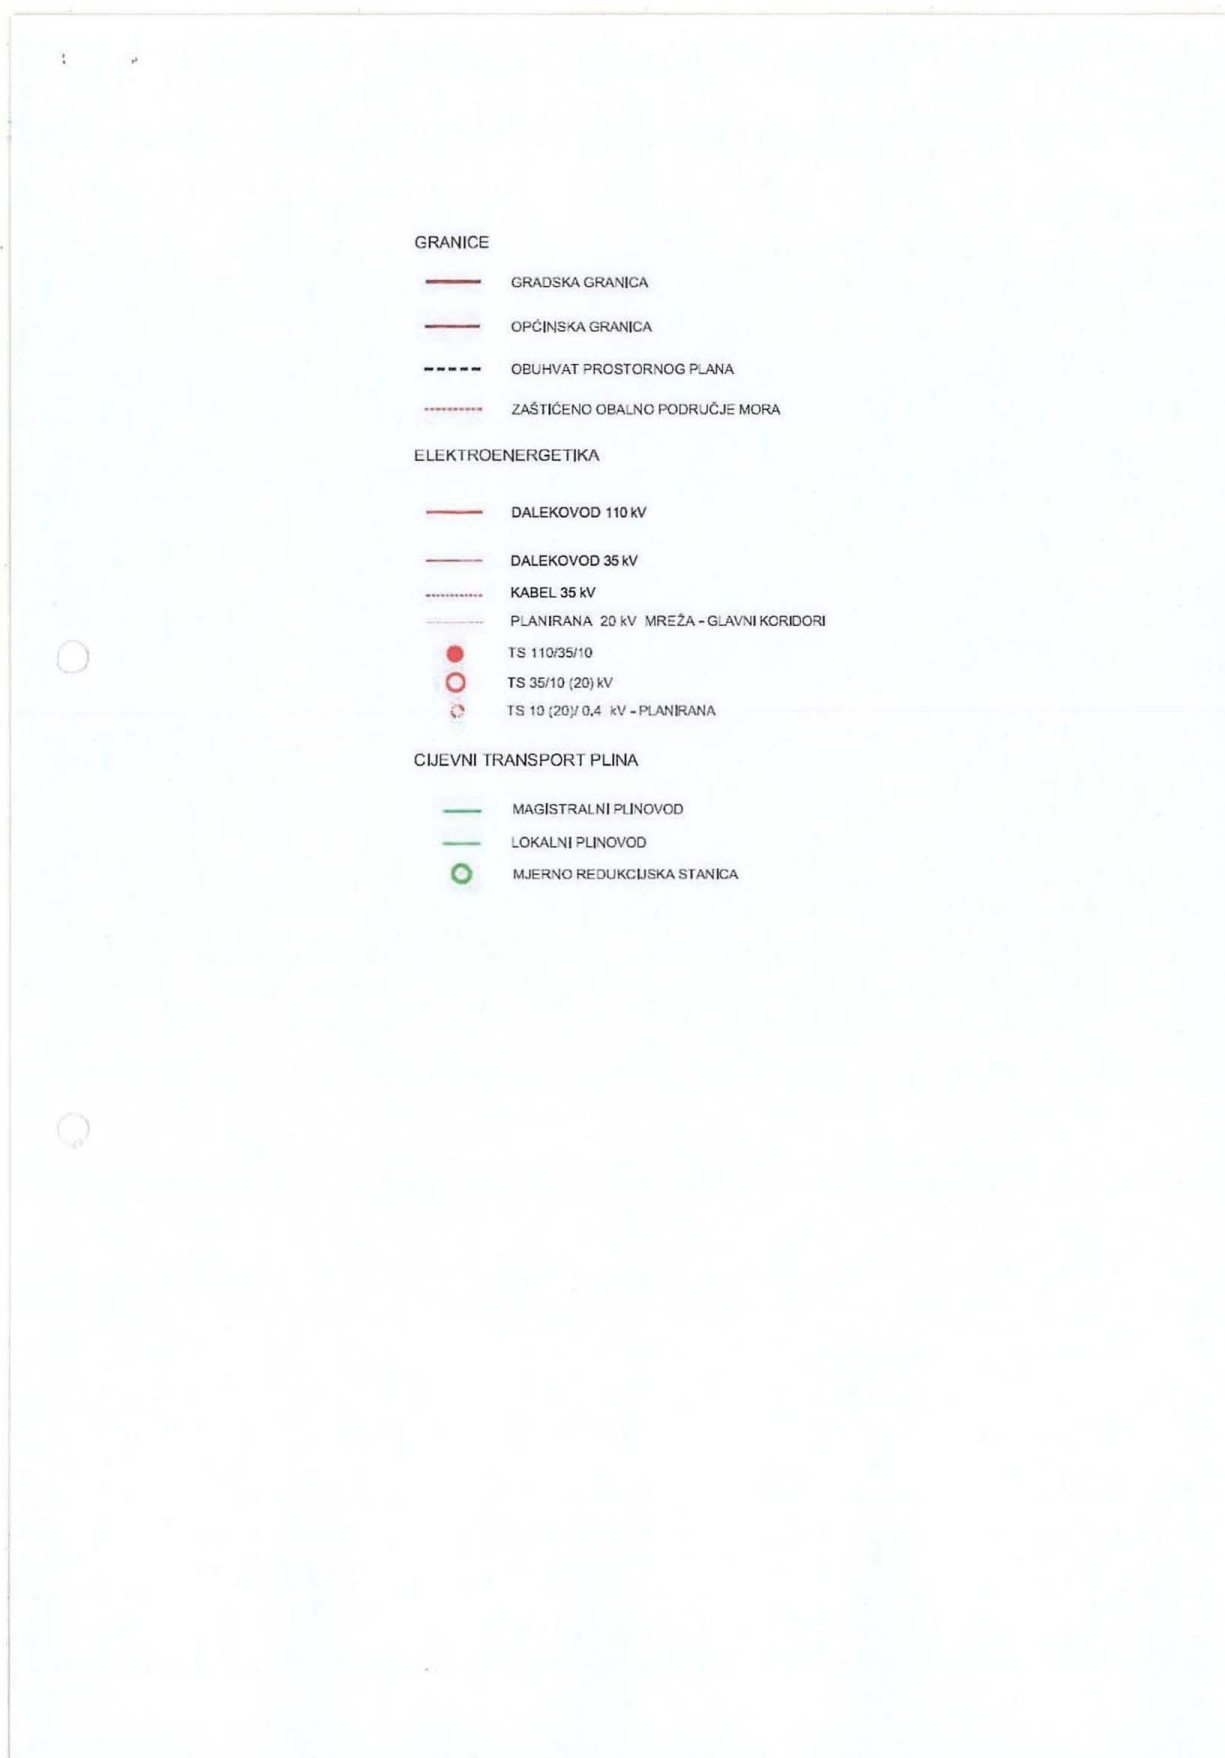 GRANICE
GRADSKA GRANICA
OPĆINSKA GRANICA
OBUHVAT PROSTORNOG PLANA
ZAŠTIĆENO OBALNO PODRUČJE MORA
ELEKTROENERGETIKA
DALEKOVOD 110 kV
DALEKOVOD 35 kV
KABEL 35 kV
PLANIRANA 20 kV MREŽA - GLAVNI KORIDORI
TS 110/35/10
TS 35/10 (20) kV
TS 10 (20)/ 0,4 kV - PLANIRANA
CIJEVNI TRANSPORT PLINA
MAGISTRALNI PLINOVOD
LOKALNI PLINOVOD
MJERNO REDUKCIJSKA STANICA